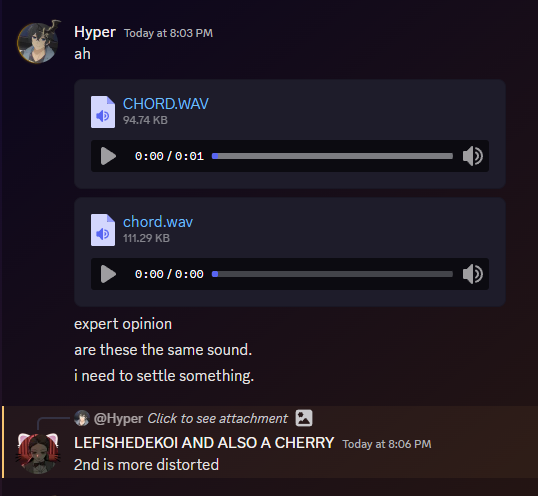 Hyper Today at 8:03 PM
ah
CHORD.WAV
94.74 KB
0:00 / 0:01
chord.wav
111.29 KB
0:00 / 0:00
expert opinion
are these the same sound.
i need to settle something.
@Hyper Click to see attachment
LEFISHEDEKOI AND ALSO A CHERRY Today at 8:06 PM
2nd is more distorted